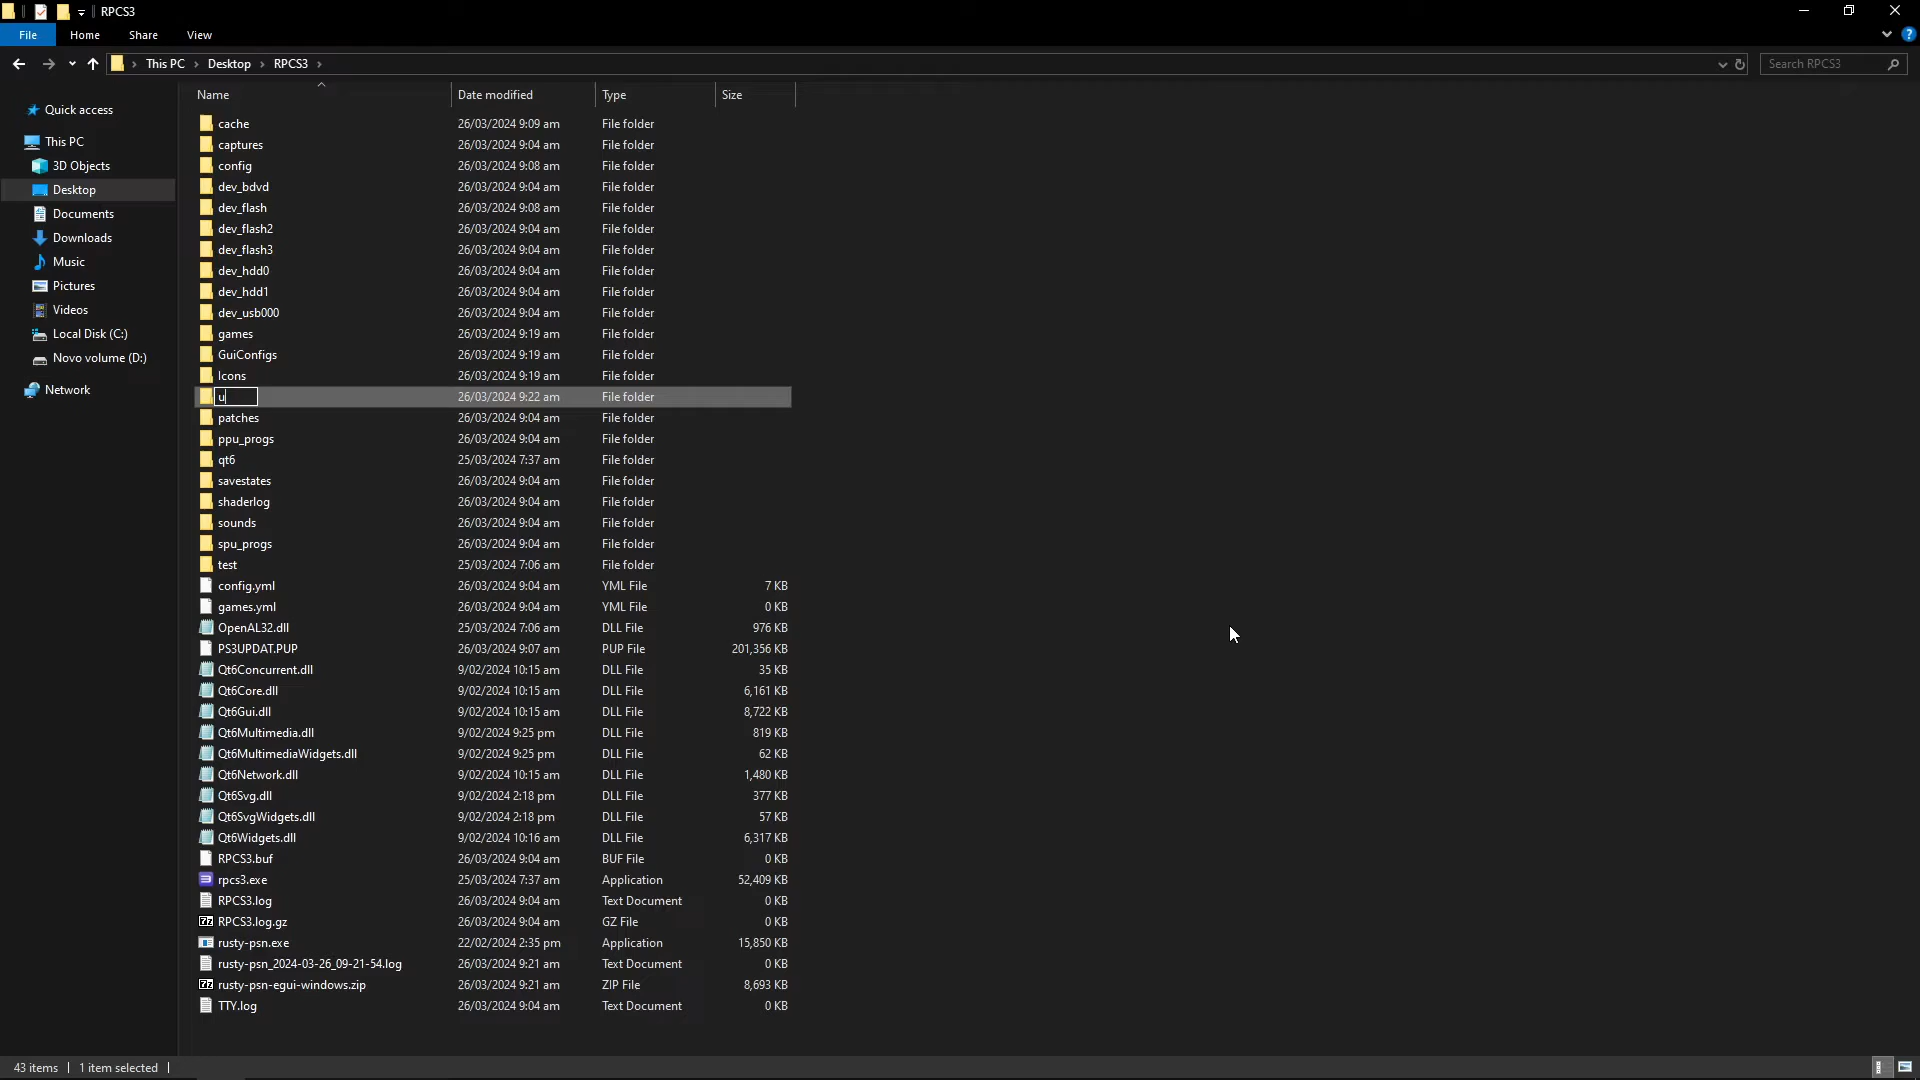 RPCS3
File Home Share View
This PC Desktop RPCS3 Search RPCS3
Name Date modified Type Size
Quick access
This PC
3D Objects
Desktop
Documents
Downloads
Music
Pictures
Videos
Local Disk (C:)
Novo volume (D:)
Network
cache 26/03/2024 9:09 am File folder
captures 26/03/2024 9:04 am File folder
config 26/03/2024 9:08 am File folder
dev_bdvd 26/03/2024 9:04 am File folder
dev_flash 26/03/2024 9:08 am File folder
dev_flash2 26/03/2024 9:04 am File folder
dev_flash3 26/03/2024 9:04 am File folder
dev_hdd0 26/03/2024 9:04 am File folder
dev_hdd1 26/03/2024 9:04 am File folder
dev_usb000 26/03/2024 9:04 am File folder
games 26/03/2024 9:19 am File folder
GuiConfigs 26/03/2024 9:19 am File folder
Icons 26/03/2024 9:19 am File folder
u 26/03/2024 9:22 am File folder
patches 26/03/2024 9:04 am File folder
ppu_progs 26/03/2024 9:04 am File folder
qt6 25/03/2024 7:37 am File folder
savestates 26/03/2024 9:04 am File folder
shaderlog 26/03/2024 9:04 am File folder
sounds 26/03/2024 9:04 am File folder
spu_progs 26/03/2024 9:04 am File folder
test 25/03/2024 7:06 am File folder
config.yml 26/03/2024 9:04 am YML File 7 KB
games.yml 26/03/2024 9:04 am YML File 0 KB
OpenAL32.dll 25/03/2024 7:06 am DLL File 976 KB
PS3UPDAT.PUP 26/03/2024 9:07 am PUP File 201,356 KB
Qt6Concurrent.dll 9/02/2024 10:15 am DLL File 35 KB
Qt6Core.dll 9/02/2024 10:15 am DLL File 6,161 KB
Qt6Gui.dll 9/02/2024 10:15 am DLL File 8,722 KB
Qt6Multimedia.dll 9/02/2024 9:25 pm DLL File 819 KB
Qt6MultimediaWidgets.dll 9/02/2024 9:25 pm DLL File 62 KB
Qt6Network.dll 9/02/2024 10:15 am DLL File 1,480 KB
Qt6Svg.dll 9/02/2024 2:18 pm DLL File 377 KB
Qt6SvgWidgets.dll 9/02/2024 2:18 pm DLL File 57 KB
Qt6Widgets.dll 9/02/2024 10:16 am DLL File 6,317 KB
RPCS3.buf 26/03/2024 9:04 am BUF File 0 KB
rpcs3.exe 25/03/2024 7:37 am Application 52,409 KB
RPCS3.log 26/03/2024 9:04 am Text Document 0 KB
RPCS3.log.gz 26/03/2024 9:04 am GZ File 0 KB
rusty-psn.exe 22/02/2024 2:35 pm Application 15,850 KB
rusty-psn_2024-03-26_09-21-54.log 26/03/2024 9:21 am Text Document 0 KB
rusty-psn-egui-windows.zip 26/03/2024 9:21 am ZIP File 8,693 KB
TTY.log 26/03/2024 9:04 am Text Document 0 KB
43 items 1 item selected